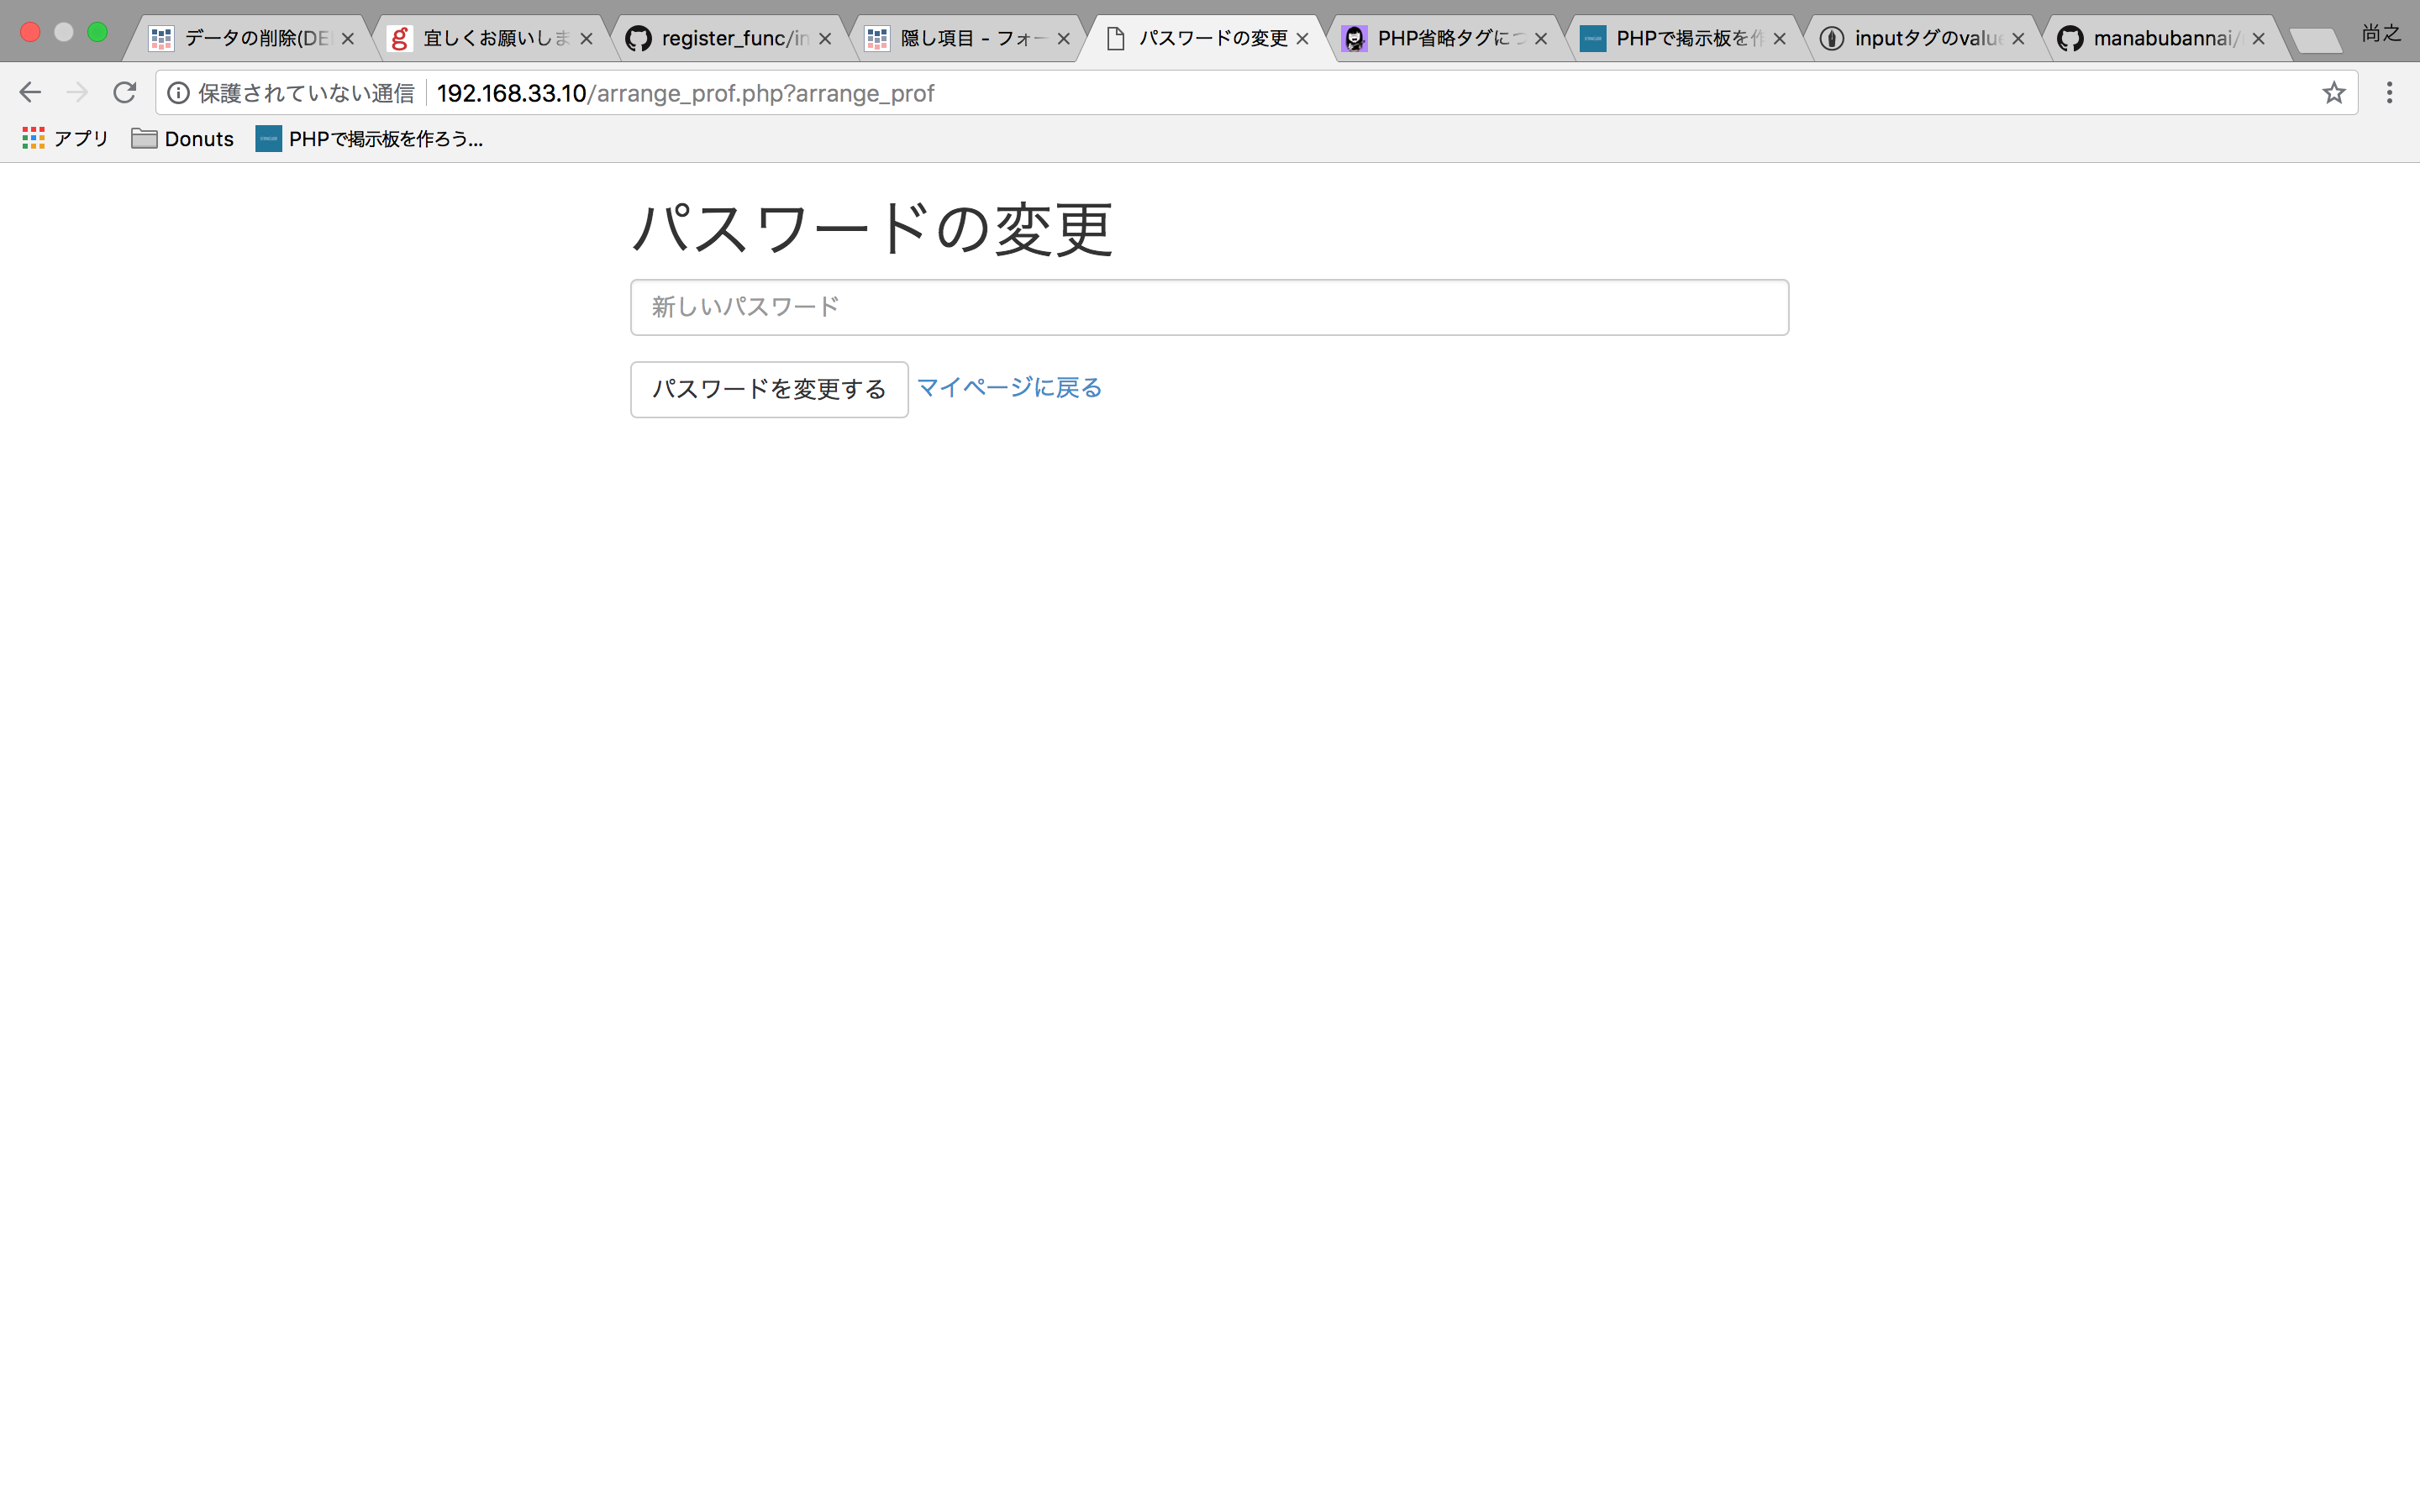 データの削除(DE
宜しくお願いしま
register_func/in
隠し項目 - フォー
パスワードの変更
PHP省略タグにつ
PHPで掲示板を作
inputタグのvalue
manabubannai/
尚之
保護されていない通信 192.168.33.10/arrange_prof.php?arrange_prof
アプリ Donuts PHPで掲示板を作ろう...
パスワードの変更
新しいパスワード
パスワードを変更する マイページに戻る